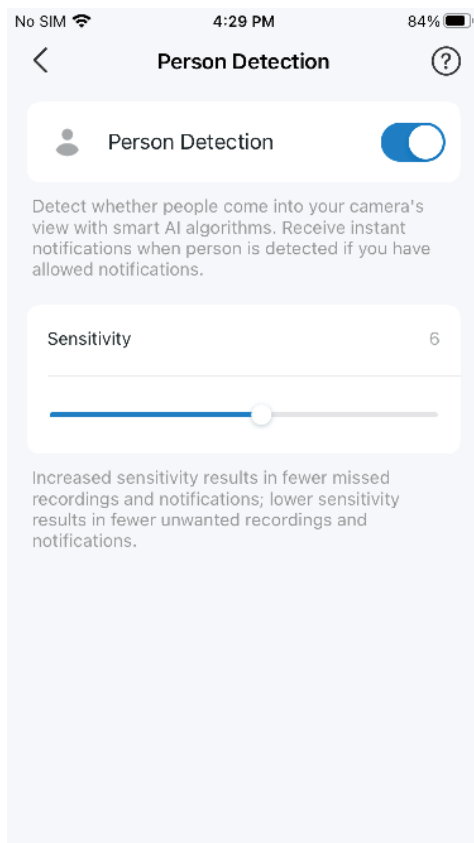 No SIM 4:29 PM 84%
Person Detection ?
Person Detection
Detect whether people come into your camera's
view with smart AI algorithms. Receive instant
notifications when person is detected if you have
allowed notifications.
Sensitivity 6
Increased sensitivity results in fewer missed
recordings and notifications; lower sensitivity
results in fewer unwanted recordings and
notifications.